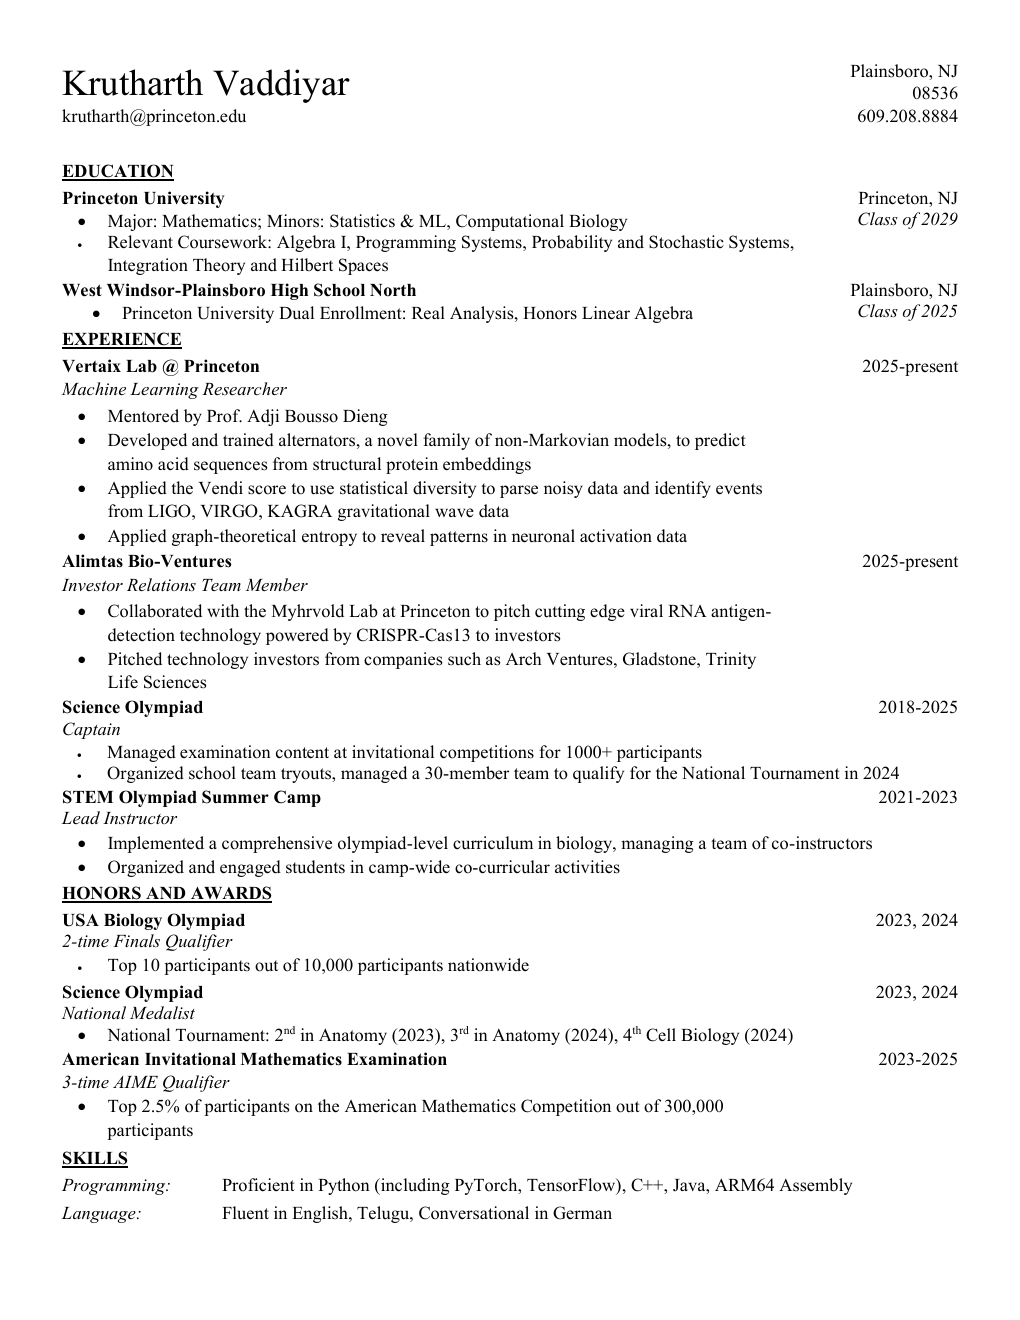 Krutharth Vaddiyar
krutharth@princeton.edu
Plainsboro, NJ
08536
609.208.8884
EDUCATION
Princeton University Princeton, NJ
• Major: Mathematics; Minors: Statistics & ML, Computational Biology Class of 2029
• Relevant Coursework: Algebra I, Programming Systems, Probability and Stochastic Systems,
Integration Theory and Hilbert Spaces
West Windsor-Plainsboro High School North Plainsboro, NJ
• Princeton University Dual Enrollment: Real Analysis, Honors Linear Algebra Class of 2025
EXPERIENCE
Vertaix Lab @ Princeton 2025-present
Machine Learning Researcher
• Mentored by Prof. Adji Bousso Dieng
• Developed and trained alternators, a novel family of non-Markovian models, to predict
amino acid sequences from structural protein embeddings
• Applied the Vendi score to use statistical diversity to parse noisy data and identify events
from LIGO, VIRGO, KAGRA gravitational wave data
• Applied graph-theoretical entropy to reveal patterns in neuronal activation data
Alimtas Bio-Ventures 2025-present
Investor Relations Team Member
• Collaborated with the Myhrvold Lab at Princeton to pitch cutting edge viral RNA antigen-
detection technology powered by CRISPR-Cas13 to investors
• Pitched technology investors from companies such as Arch Ventures, Gladstone, Trinity
Life Sciences
Science Olympiad 2018-2025
Captain
• Managed examination content at invitational competitions for 1000+ participants
• Organized school team tryouts, managed a 30-member team to qualify for the National Tournament in 2024
STEM Olympiad Summer Camp 2021-2023
Lead Instructor
• Implemented a comprehensive olympiad-level curriculum in biology, managing a team of co-instructors
• Organized and engaged students in camp-wide co-curricular activities
HONORS AND AWARDS
USA Biology Olympiad 2023, 2024
2-time Finals Qualifier
• Top 10 participants out of 10,000 participants nationwide
Science Olympiad 2023, 2024
National Medalist
• National Tournament: 2nd in Anatomy (2023), 3rd in Anatomy (2024), 4th Cell Biology (2024)
American Invitational Mathematics Examination 2023-2025
3-time AIME Qualifier
• Top 2.5% of participants on the American Mathematics Competition out of 300,000
participants
SKILLS
Programming: Proficient in Python (including PyTorch, TensorFlow), C++, Java, ARM64 Assembly
Language: Fluent in English, Telugu, Conversational in German